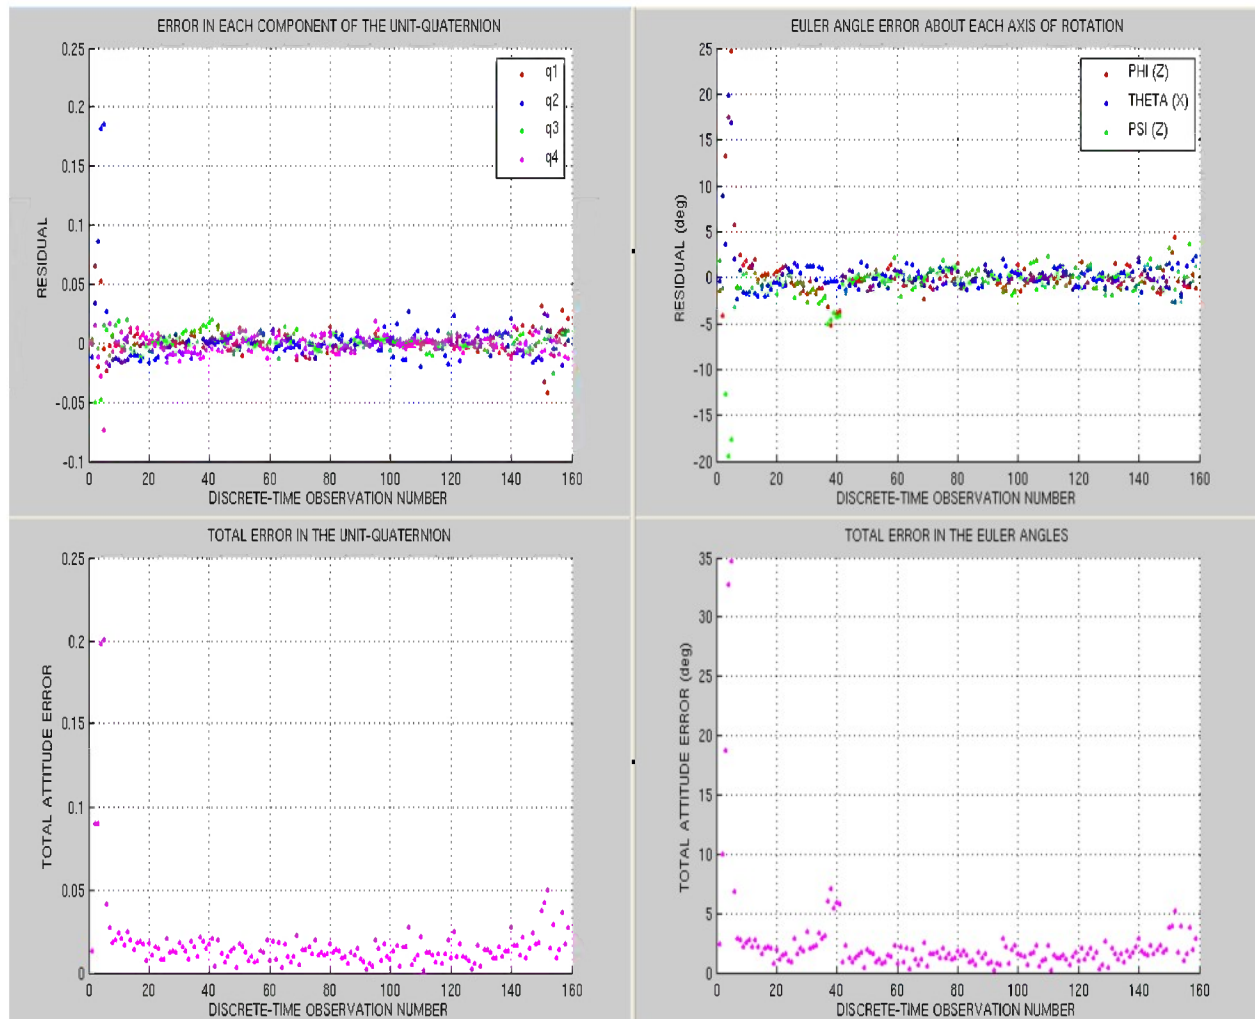 ERROR IN EACH COMPONENT OF THE UNIT-QUATERNION
0.25
0.2
0.15
0.1
0.05
0
-0.05
-0.1
RESIDUAL
q1
q2
q3
q4
0 20 40 60 80 100 120 140 160
DISCRETE-TIME OBSERVATION NUMBER
EULER ANGLE ERROR ABOUT EACH AXIS OF ROTATION
25
20
15
10
5
0
-5
-10
-15
-20
RESIDUAL (deg)
PHI (Z)
THETA (X)
PSI (Z)
0 20 40 60 80 100 120 140 160
DISCRETE-TIME OBSERVATION NUMBER
TOTAL ERROR IN THE UNIT-QUATERNION
0.25
0.2
0.15
0.1
0.05
0
TOTAL ATTITUDE ERROR
0 20 40 60 80 100 120 140 160
DISCRETE-TIME OBSERVATION NUMBER
TOTAL ERROR IN THE EULER ANGLES
35
30
25
20
15
10
5
0
TOTAL ATTITUDE ERROR (deg)
0 20 40 60 80 100 120 140 160
DISCRETE-TIME OBSERVATION NUMBER